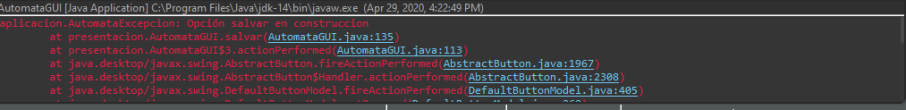 AutomataGUI [Java Application] C:\Program Files\Java\jdk-14\bin\javaw.exe (Apr 29, 2020, 4:22:49 PM)
aplicacion.AutomataExcepcion: Opción salvar en construccion
at presentacion.AutomataGUI.salvar(AutomataGUI.java:135)
at presentacion.AutomataGUI$3.actionPerformed(AutomataGUI.java:113)
at java.desktop/javax.swing.AbstractButton.fireActionPerformed(AbstractButton.java:1967)
at java.desktop/javax.swing.AbstractButton$Handler.actionPerformed(AbstractButton.java:2308)
at java.desktop/javax.swing.DefaultButtonModel.fireActionPerformed(DefaultButtonModel.java:405)